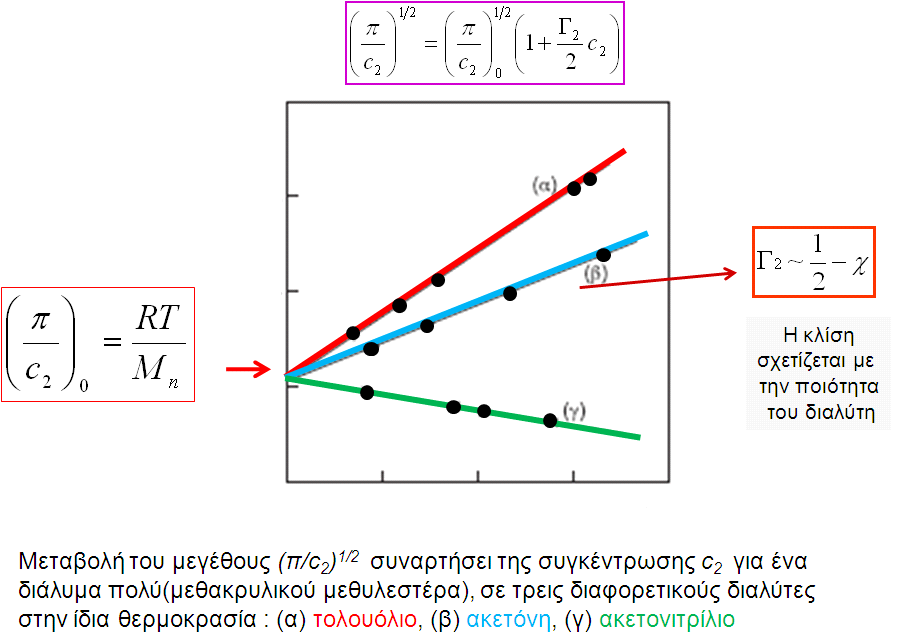 (π/c₂)^1/2 = (π/c₂)₀^1/2 (1 + Γ₂/2 c₂)
(α)
(β)
(γ)
(π/c₂)₀ = RT/Mₙ
Γ₂ ~ 1/2 − χ
Η κλίση
σχετίζεται με
την ποιότητα
του διαλύτη
Μεταβολή του μεγέθους (π/c₂)^1/2 συναρτήσει της συγκέντρωσης c₂ για ένα
διάλυμα πολύ(μεθακρυλικού μεθυλεστέρα), σε τρεις διαφορετικούς διαλύτες
στην ίδια θερμοκρασία : (α) τολουόλιο, (β) ακετόνη, (γ) ακετονιτρίλιο